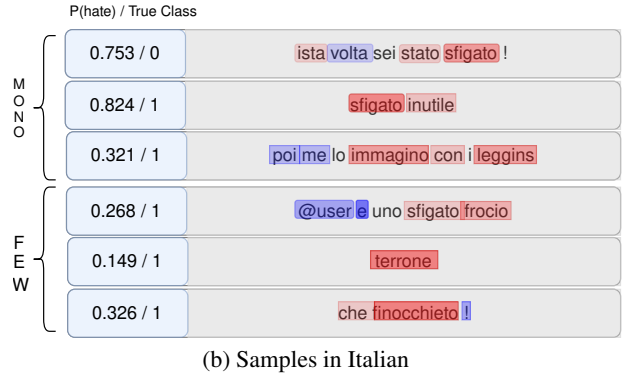 P(hate) / True Class
MONO
0.753 / 0 ista volta sei stato sfigato !
0.824 / 1 sfigato inutile
0.321 / 1 poi me lo immagino con i leggins
FEW
0.268 / 1 @user e uno sfigato frocio
0.149 / 1 terrone
0.326 / 1 che finocchieto !
(b) Samples in Italian